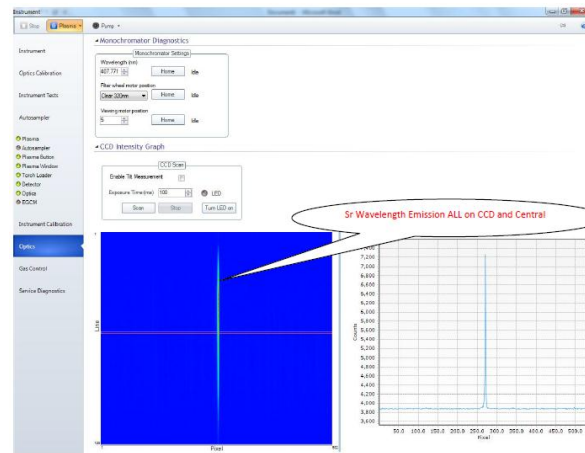 Instrument
Stop
Plasma
Pump
Monochromator Diagnostics
Instrument
Monochromator Settings
Wavelength (nm)
407.771
Home
Idle
Optics Calibration
Filter wheel motor position
Clear 320nm
Home
Idle
Instrument Tests
Viewing motor position
5
Home
Idle
Autosampler
CCD Intensity Graph
Plasma
Autosampler
Plasma Button
Plasma Window
Torch Loader
Detector
Optics
EGCM
CCD Scan
Enable Tilt Measurement
Exposure Time(ms)
100
LED
Scan
Stop
Turn LED on
Instrument Calibration
Sr Wavelength Emission ALL on CCD and Central
Optics
Gas Control
Service Diagnostics
Line
Pixel
Counts
7,200
7,000
6,800
6,600
6,400
6,200
6,000
5,800
5,600
5,400
5,200
5,000
4,800
4,600
4,400
4,200
4,000
3,800
3,600
50.0 100.0 150.0 200.0 250.0 300.0 350.0 400.0 450.0 500.0
Pixel